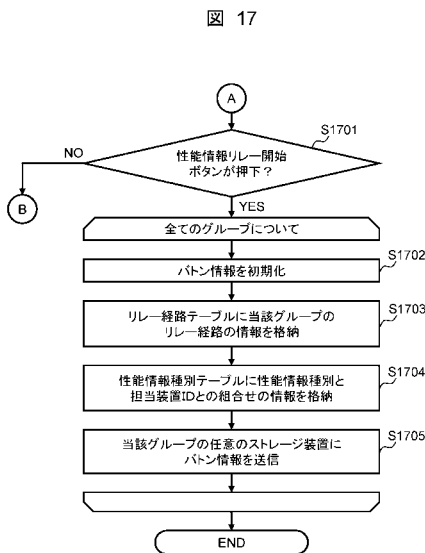 図 17
A
S1701
性能情報リレー開始
ボタンが押下？
NO
B
YES
全てのグループについて
S1702
バトン情報を初期化
S1703
リレー経路テーブルに当該グループの
リレー経路の情報を格納
S1704
性能情報種別テーブルに性能情報種別と
担当装置IDとの組合せの情報を格納
S1705
当該グループの任意のストレージ装置に
バトン情報を送信
END